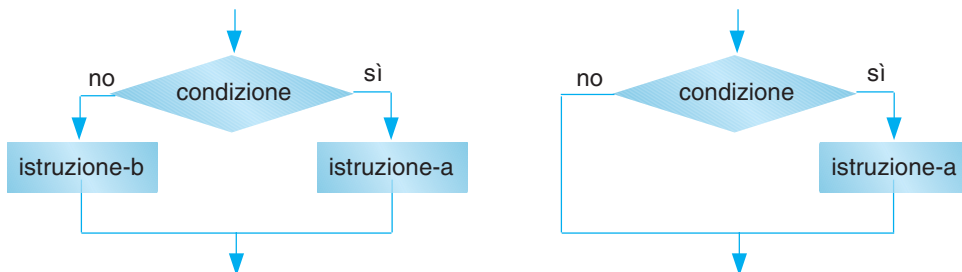 no
condizione
sì
istruzione-b
istruzione-a
no
condizione
sì
istruzione-a